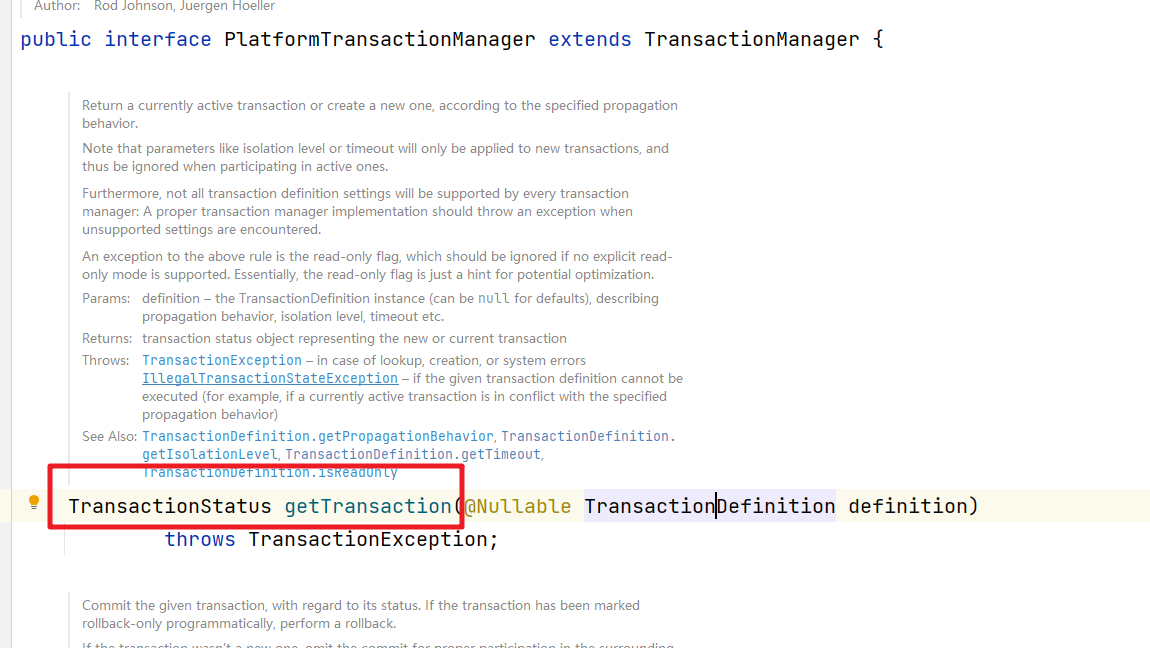 Author: Rod Johnson, Juergen Hoeller
public interface PlatformTransactionManager extends TransactionManager {
Return a currently active transaction or create a new one, according to the specified propagation
behavior.
Note that parameters like isolation level or timeout will only be applied to new transactions, and
thus be ignored when participating in active ones.
Furthermore, not all transaction definition settings will be supported by every transaction
manager: A proper transaction manager implementation should throw an exception when
unsupported settings are encountered.
An exception to the above rule is the read-only flag, which should be ignored if no explicit read-
only mode is supported. Essentially, the read-only flag is just a hint for potential optimization.
Params: definition – the TransactionDefinition instance (can be null for defaults), describing
propagation behavior, isolation level, timeout etc.
Returns: transaction status object representing the new or current transaction
Throws: TransactionException – in case of lookup, creation, or system errors
IllegalTransactionStateException – if the given transaction definition cannot be
executed (for example, if a currently active transaction is in conflict with the specified
propagation behavior)
See Also: TransactionDefinition.getPropagationBehavior, TransactionDefinition.
getIsolationLevel, TransactionDefinition.getTimeout,
TransactionDefinition.isReadOnly
TransactionStatus getTransaction(@Nullable TransactionDefinition definition)
throws TransactionException;
Commit the given transaction, with regard to its status. If the transaction has been marked
rollback-only programmatically, perform a rollback.
If the transaction wasn't a new one, omit the commit for proper participation in the surrounding